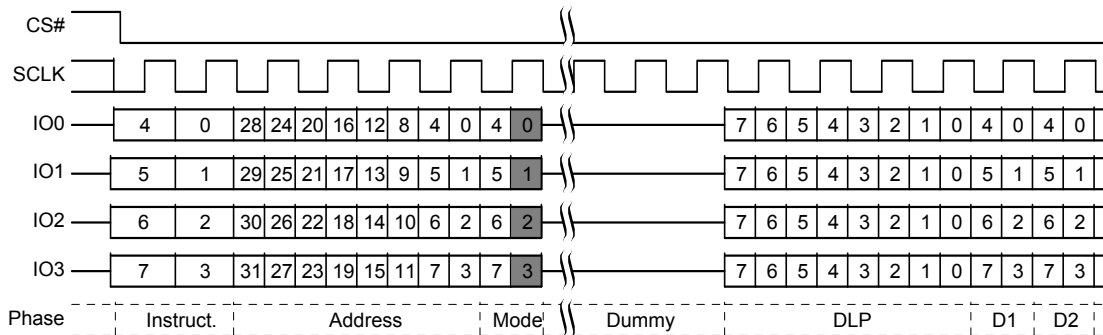 CS#
SCLK
IO0 4 0 28 24 20 16 12 8 4 0 4 0 7 6 5 4 3 2 1 0 4 0 4 0
IO1 5 1 29 25 21 17 13 9 5 1 5 1 7 6 5 4 3 2 1 0 5 1 5 1
IO2 6 2 30 26 22 18 14 10 6 2 6 2 7 6 5 4 3 2 1 0 6 2 6 2
IO3 7 3 31 27 23 19 15 11 7 3 7 3 7 6 5 4 3 2 1 0 7 3 7 3
Phase Instruct. Address Mode Dummy DLP D1 D2